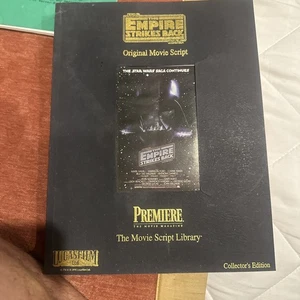 THE
EMPIRE
STRIKES BACK
Original Movie Script
THE STAR WARS SAGA CONTINUES
EMPIRE
STRIKES BACK
PREMIERE
THE MOVIE MAGAZINE
The Movie Script Library
LUCASFILM
LTD.
Collector's Edition